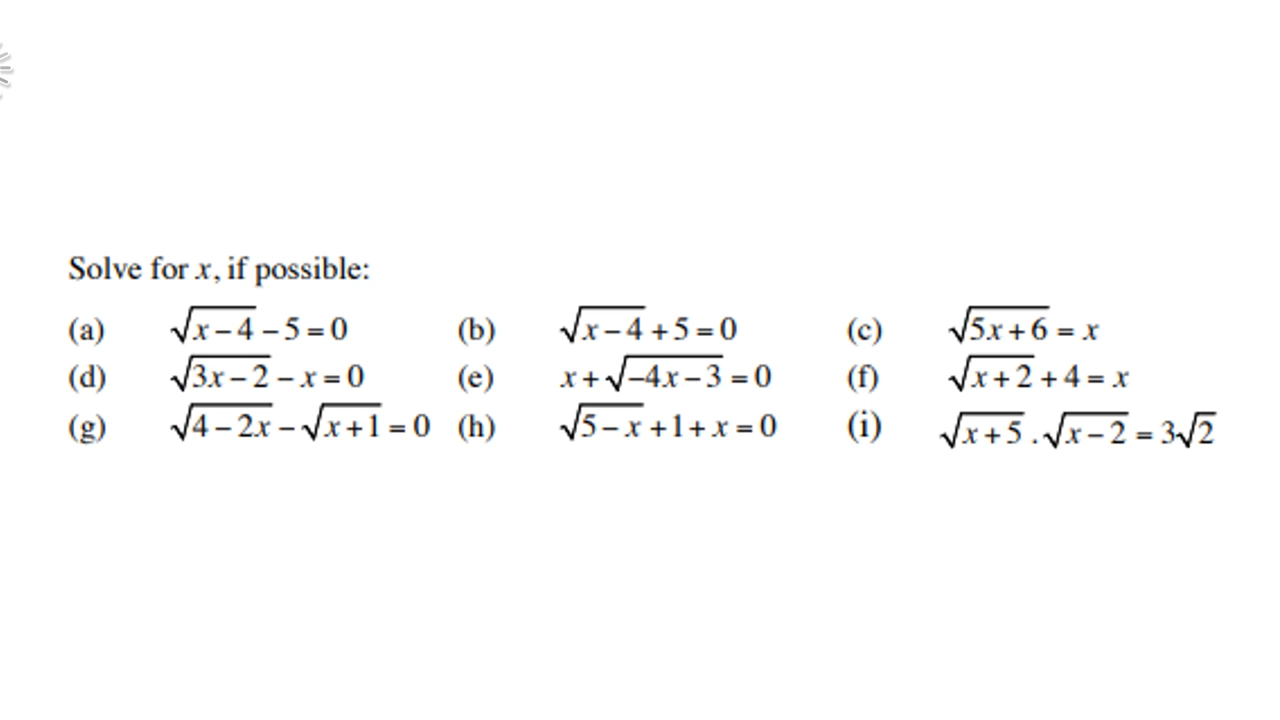 Solve for x, if possible:
(a) √(x – 4) – 5 = 0 (b) √(x – 4) + 5 = 0 (c) √(5x + 6) = x
(d) √(3x – 2) – x = 0 (e) x + √(–4x – 3) = 0 (f) √(x + 2) + 4 = x
(g) √(4 – 2x) – √(x + 1) = 0 (h) √(5 – x) + 1 + x = 0 (i) √(x + 5) . √(x – 2) = 3√2